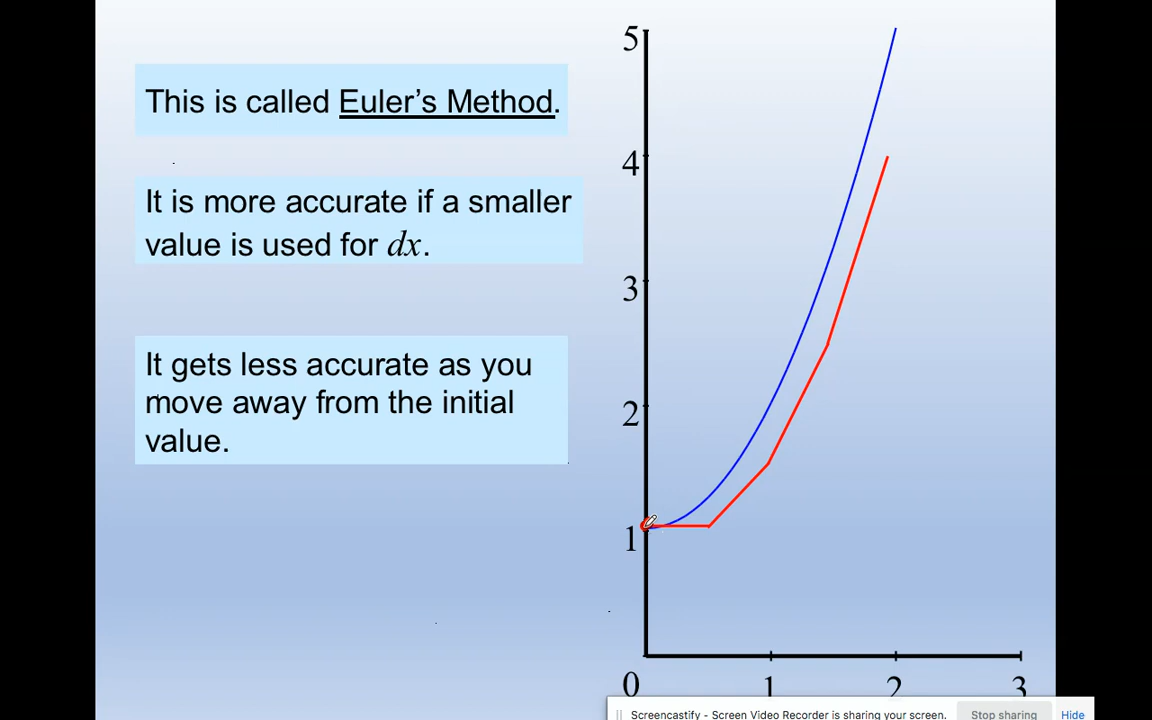 This is called Euler's Method.
It is more accurate if a smaller
value is used for dx.
It gets less accurate as you
move away from the initial
value.
5
4
3
2
1
0 1 2 3
Screencastify - Screen Video Recorder is sharing your screen. Stop sharing Hide